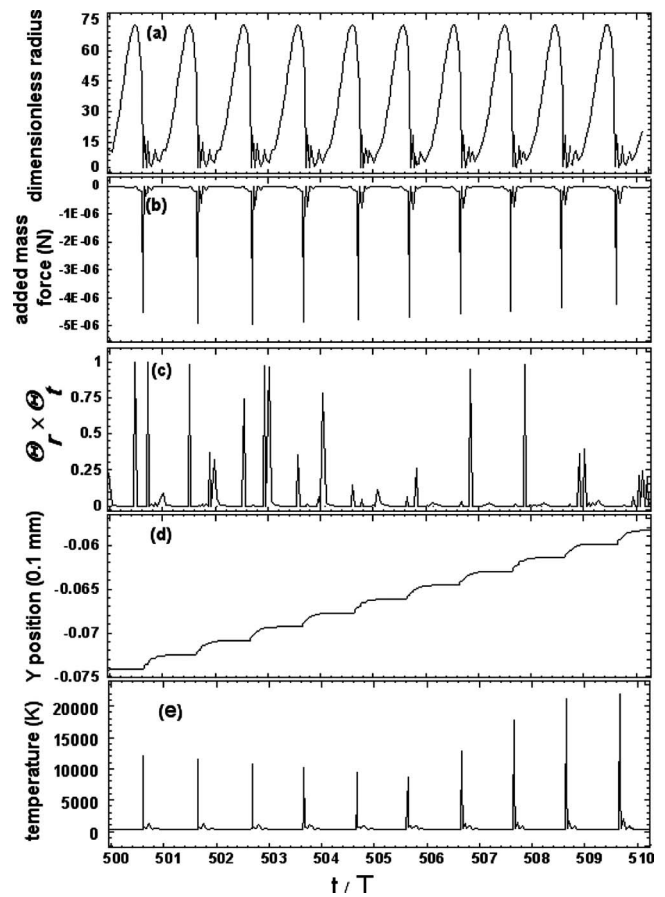 dimensionless radius
75
60
45
30
15
0
(a)
added mass
force (N)
0
-1E-06
-2E-06
-3E-06
-4E-06
-5E-06
(b)
Θr × Θt
1
0.75
0.5
0.25
0
(c)
Y position (0.1 mm)
-0.06
-0.065
-0.07
-0.075
(d)
temperature (K)
20000
15000
10000
5000
0
(e)
500 501 502 503 504 505 506 507 508 509 510
t / T